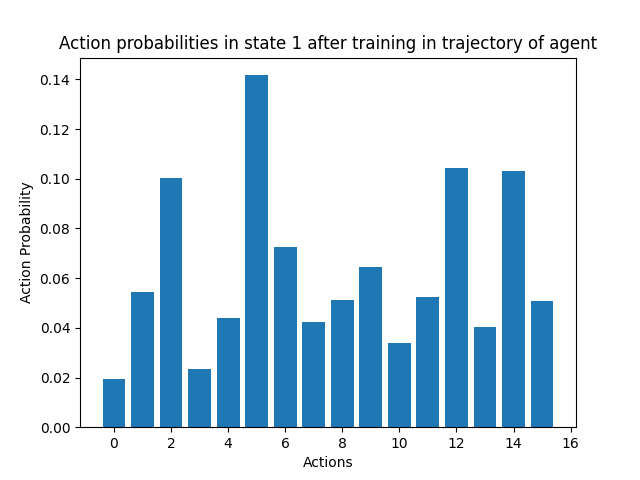 Action probabilities in state 1 after training in trajectory of agent
0.14
0.12
0.10
0.08
0.06
0.04
0.02
0.00
Action Probability
0 2 4 6 8 10 12 14 16
Actions